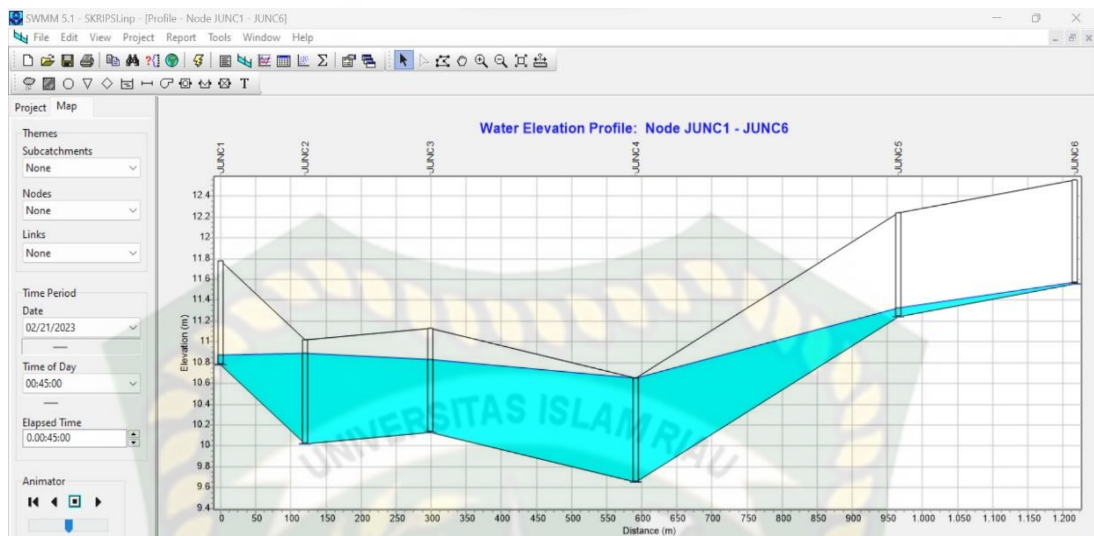 SWMM 5.1 - SKRIPSI.inp - [Profile - Node JUNC1 - JUNC6]
File Edit View Project Report Tools Window Help
Project Map
Themes
Subcatchments
None
Nodes
None
Links
None
Time Period
Date
02/21/2023
Time of Day
00:45:00
Elapsed Time
0.00:45:00
Animator
Water Elevation Profile: Node JUNC1 - JUNC6
JUNC1 JUNC2 JUNC3 JUNC4 JUNC5 JUNC6
Elevation (m)
12.4
12.2
12
11.8
11.6
11.4
11.2
11
10.8
10.6
10.4
10.2
10
9.8
9.6
9.4
UNIVERSITAS ISLAM RIAU
0 50 100 150 200 250 300 350 400 450 500 550 600 650 700 750 800 850 900 950 1.000 1.050 1.100 1.150 1.200
Distance (m)